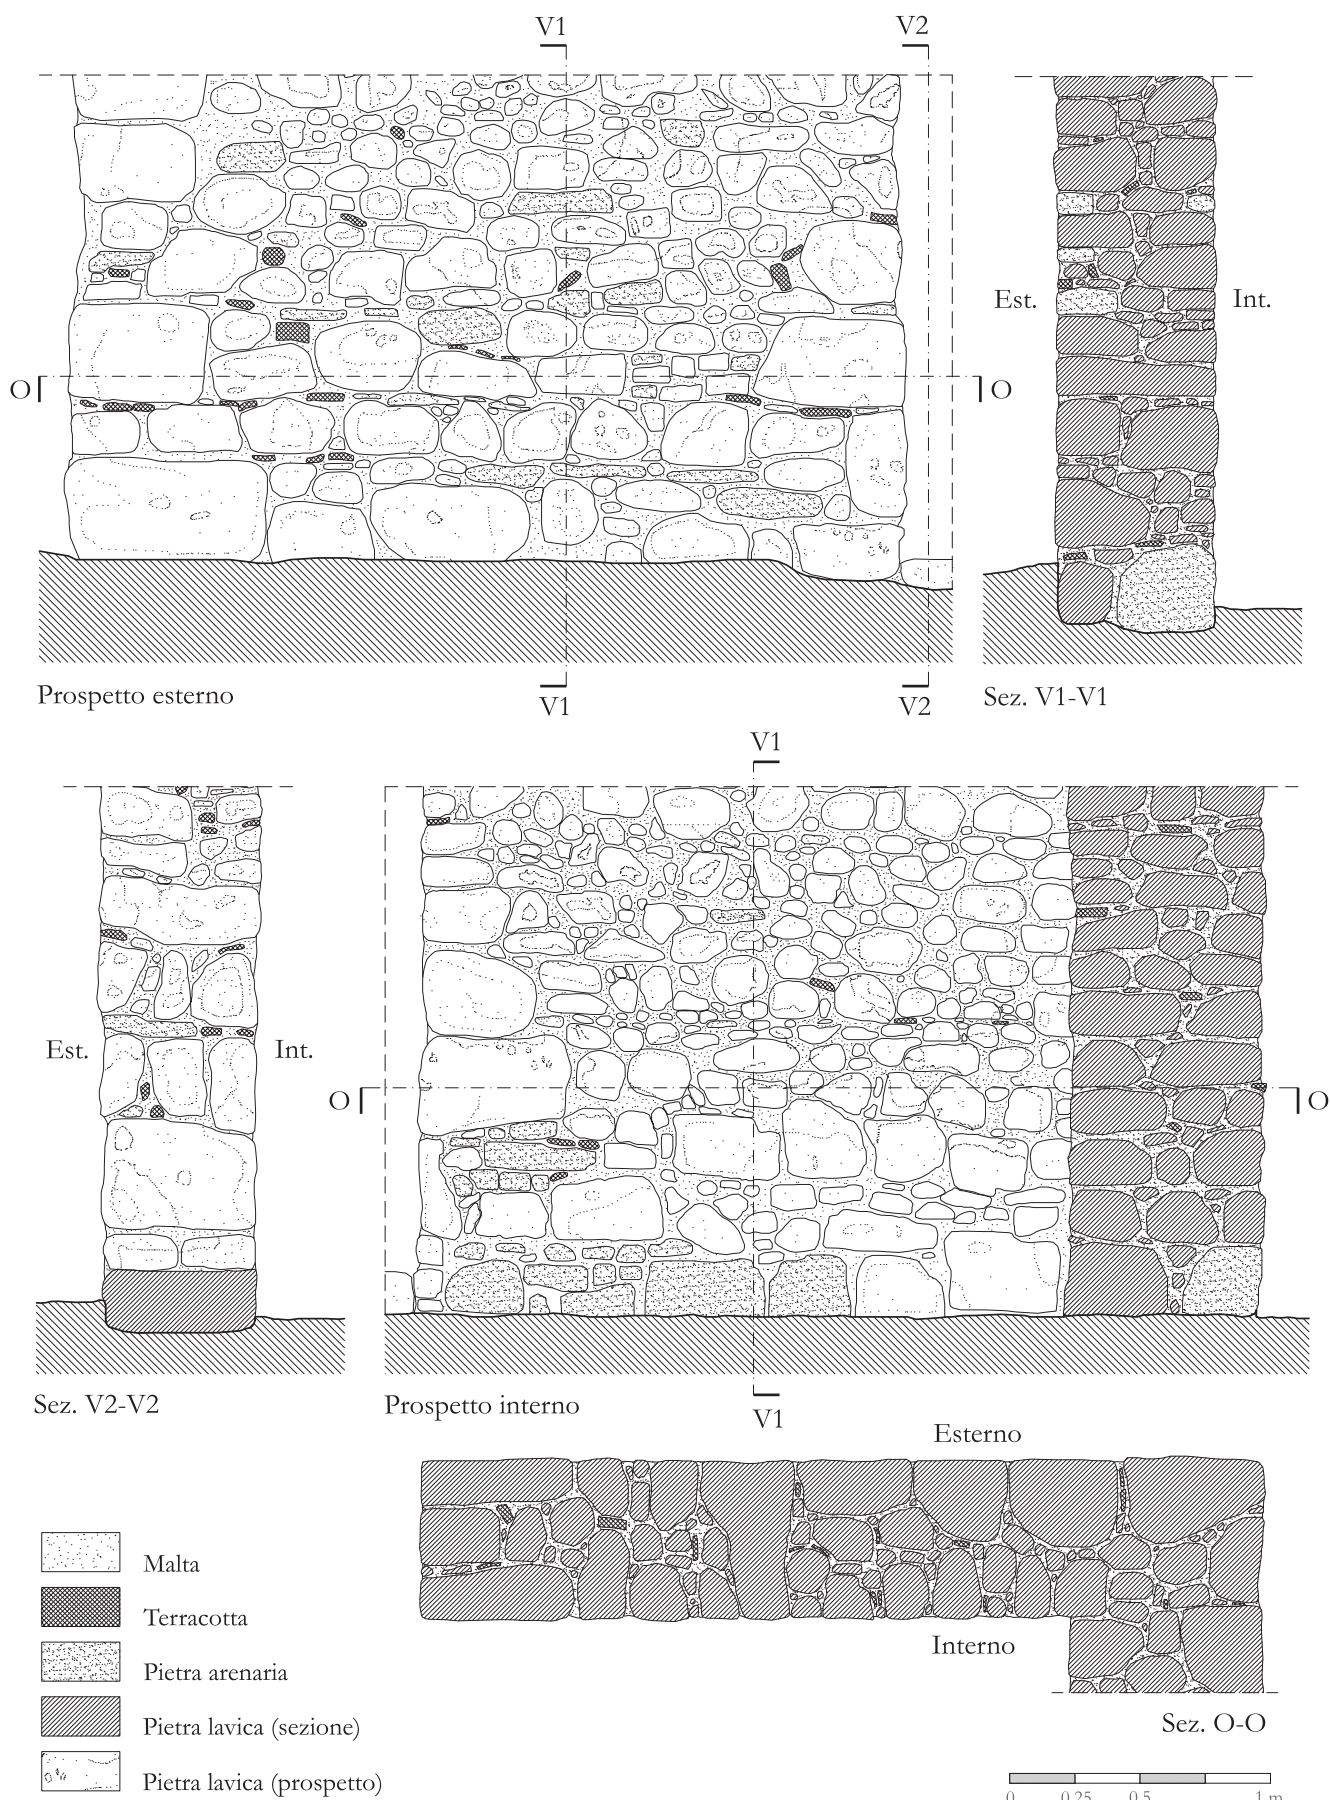 V1
V2
Est.
Int.
O
O
Prospetto esterno
V1
V2
Sez. V1-V1
V1
Est.
Int.
O
O
Sez. V2-V2
Prospetto interno
V1
Esterno
Malta
Terracotta
Interno
Pietra arenaria
Pietra lavica (sezione)
Sez. O-O
Pietra lavica (prospetto)
0 0.25 0.5 1 m